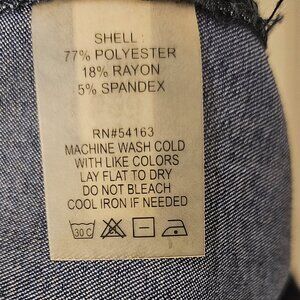 SHELL:
77% POLYESTER
18% RAYON
5% SPANDEX
RN#54163
MACHINE WASH COLD
WITH LIKE COLORS
LAY FLAT TO DRY
DO NOT BLEACH
COOL IRON IF NEEDED
30 C